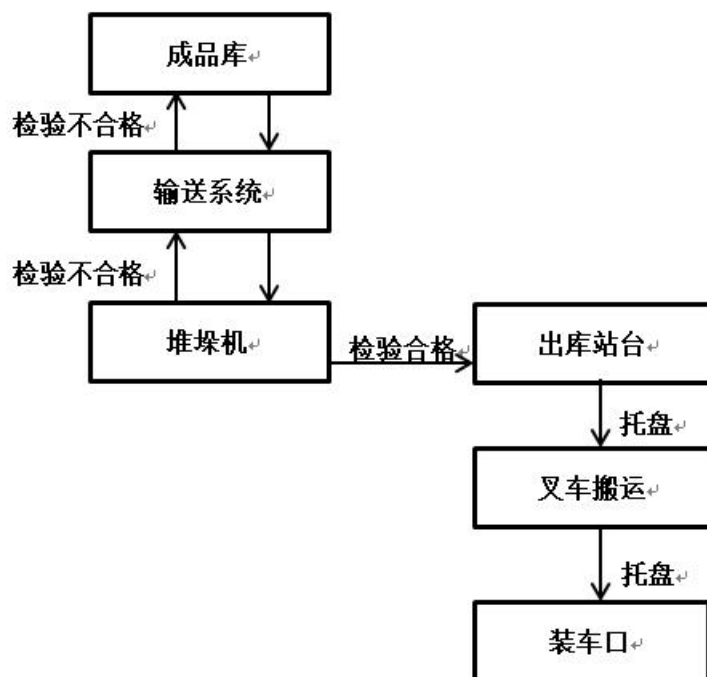 成品库
检验不合格
输送系统
检验不合格
堆垛机
检验合格
出库站台
托盘
叉车搬运
托盘
装车口